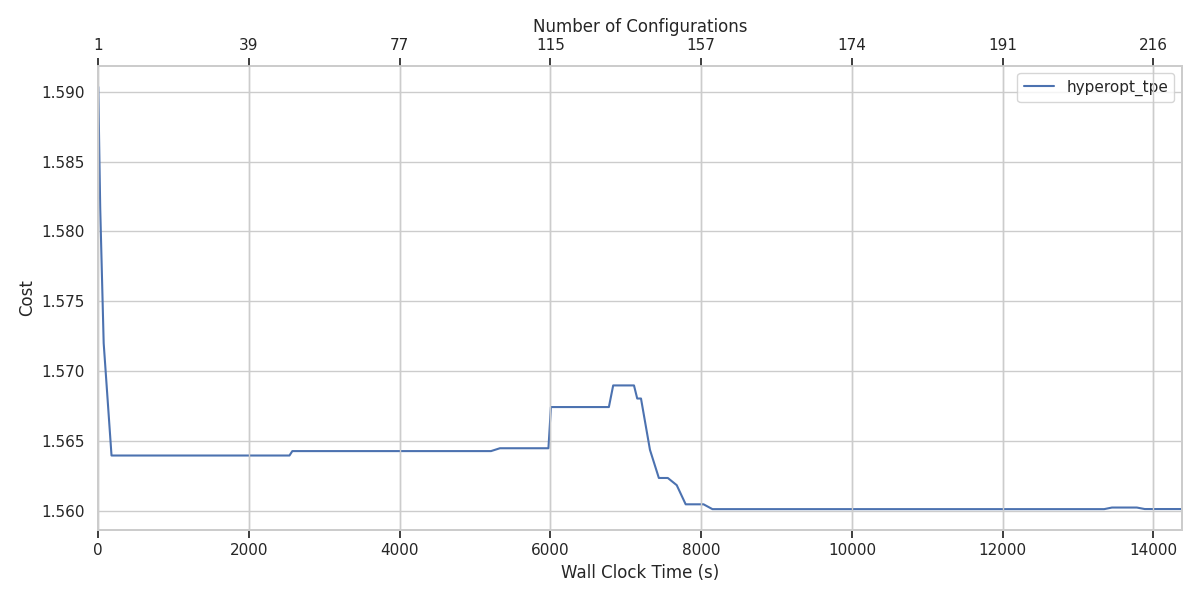 Number of Configurations
1 39 77 115 157 174 191 216
hyperopt_tpe
1.590
1.585
1.580
1.575
1.570
1.565
1.560
Cost
0 2000 4000 6000 8000 10000 12000 14000
Wall Clock Time (s)